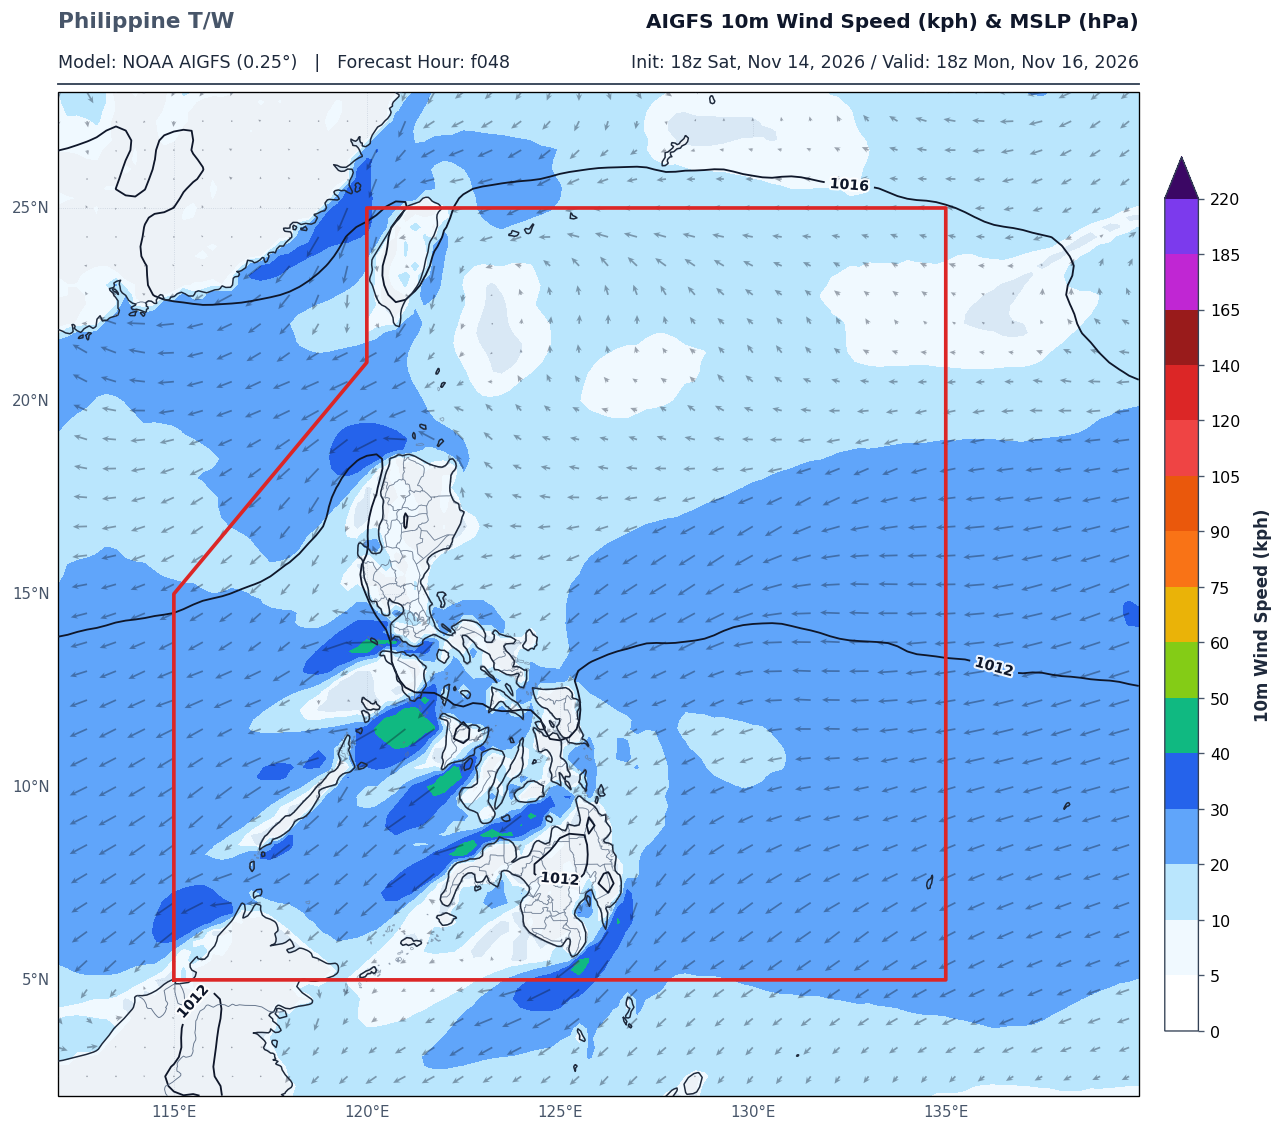 Philippine T/W
AIGFS 10m Wind Speed (kph) & MSLP (hPa)
Model: NOAA AIGFS (0.25°) | Forecast Hour: f048
Init: 18z Sat, Nov 14, 2026 / Valid: 18z Mon, Nov 16, 2026
1016
25°N
20°N
15°N
10°N
5°N
1012
1012
1012
115°E
120°E
125°E
130°E
135°E
220
185
165
140
120
105
90
75
60
50
40
30
20
10
5
0
10m Wind Speed (kph)